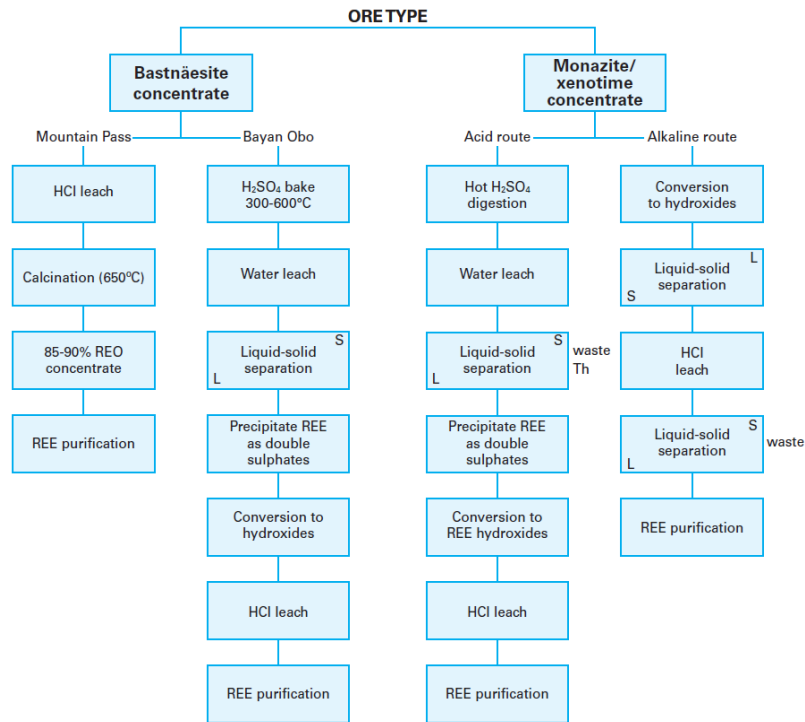 ORE TYPE
Bastnäesite
concentrate
Monazite/
xenotime
concentrate
Mountain Pass
Bayan Obo
Acid route
Alkaline route
HCl leach
Calcination (650ºC)
85-90% REO
concentrate
REE purification
H₂SO₄ bake
300-600ºC
Water leach
S
Liquid-solid
separation
L
Precipitate REE
as double
sulphates
Conversion to
hydroxides
HCl leach
REE purification
Hot H₂SO₄
digestion
Water leach
S
Liquid-solid
separation
L
waste
Th
Precipitate REE
as double
sulphates
Conversion to
REE hydroxides
HCl leach
REE purification
Conversion
to hydroxides
L
Liquid-solid
separation
S
HCl
leach
S
Liquid-solid
separation
L
waste
REE purification